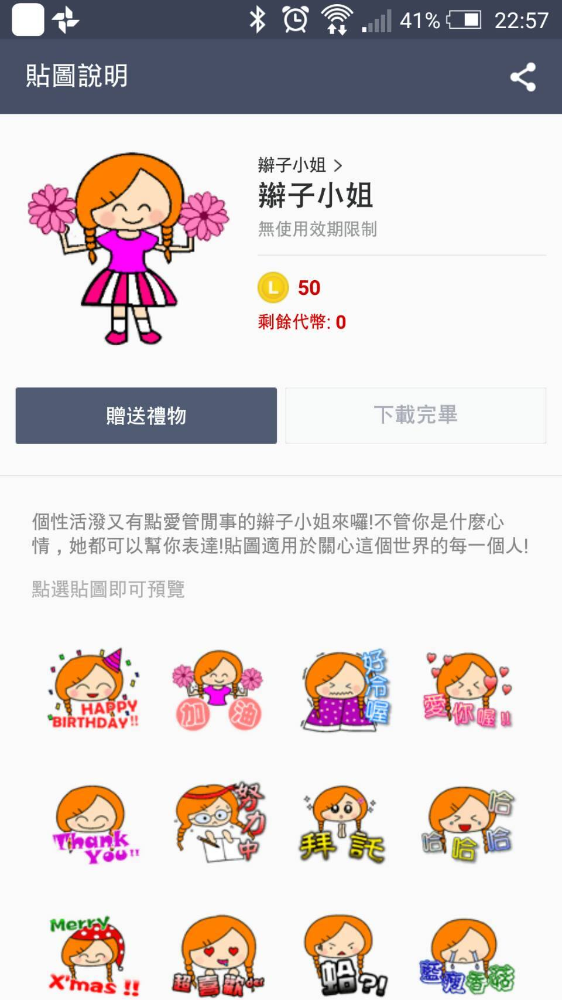 41% 22:57
貼圖說明
辮子小姐 >
辮子小姐
無使用效期限制
L 50
剩餘代幣: 0
贈送禮物
下載完畢
個性活潑又有點愛管閒事的辮子小姐來囉!不管你是什麼心
情，她都可以幫你表達!貼圖適用於關心這個世界的每一個人!
點選貼圖即可預覽
HAPPY
BIRTHDAY!!
加油
好冷喔
愛你喔!!
Thank
You!!
努力中
拜託
哈哈哈哈
Merry
X'mas !!
超喜歡der
蛤?!
藍瘦香菇